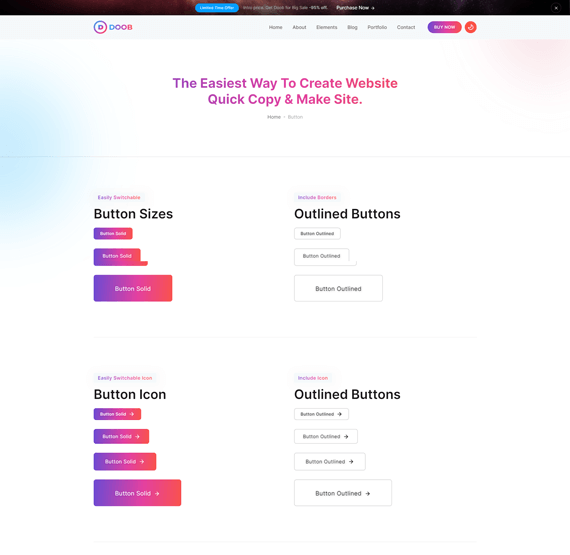 Limited Time Offer
price. Get Doob for Big Sale -95% off.
Purchase Now →
DOOB
Home About Elements Blog Portfolio Contact
BUY NOW
The Easiest Way To Create Website
Quick Copy & Make Site.
Home Button
Easily Switchable
Button Sizes
Button Solid
Button Solid
Button Solid
Include Borders
Outlined Buttons
Button Outlined
Button Outlined
Button Outlined
Easily Switchable Icon
Button Icon
Button Solid →
Button Solid →
Button Solid →
Button Solid →
Include Icon
Outlined Buttons
Button Outlined →
Button Outlined →
Button Outlined →
Button Outlined →